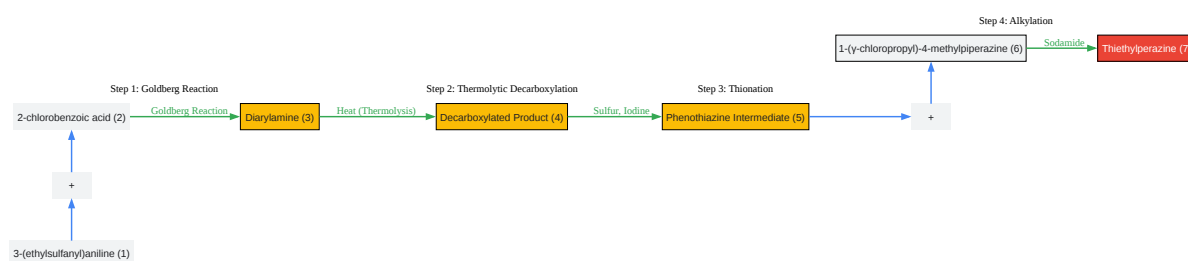 Step 4: Alkylation
1-(γ-chloropropyl)-4-methylpiperazine (6)
Sodamide
Thiethylperazine (7
Step 1: Goldberg Reaction
Step 2: Thermolytic Decarboxylation
Step 3: Thionation
2-chlorobenzoic acid (2)
Goldberg Reaction
Diarylamine (3)
Heat (Thermolysis)
Decarboxylated Product (4)
Sulfur, Iodine
Phenothiazine Intermediate (5)
+
+
3-(ethylsulfanyl)aniline (1)